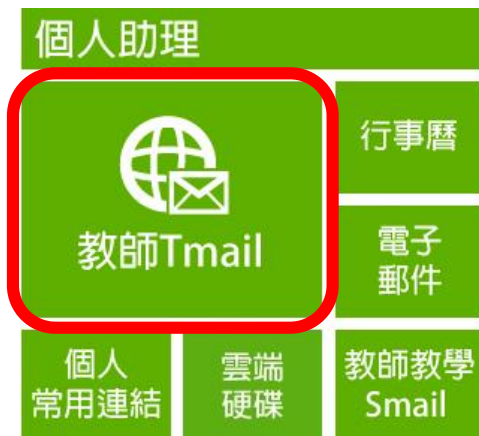 個人助理
教師Tmail
行事曆
電子
郵件
個人
常用連結
雲端
硬碟
教師教學
Smail